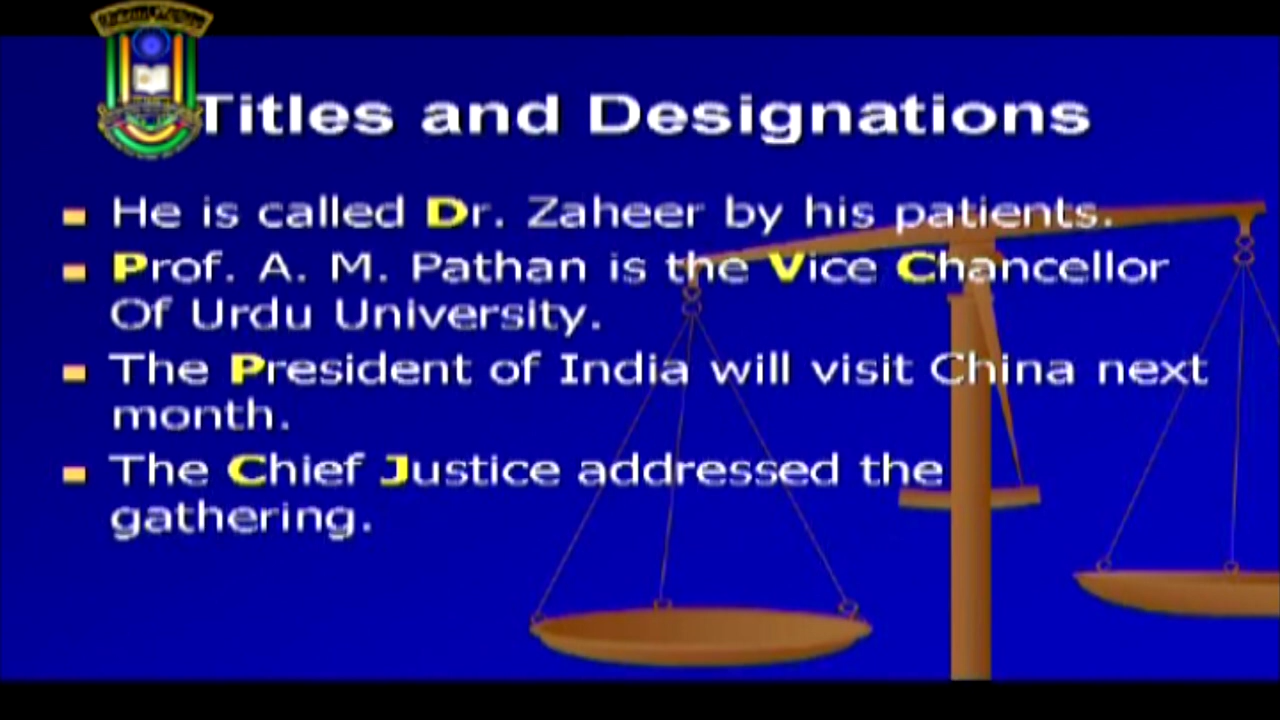 Titles and Designations
He is called Dr. Zaheer by his patients.
Prof. A. M. Pathan is the Vice Chancellor
Of Urdu University.
The President of India will visit China next
month.
The Chief Justice addressed the
gathering.